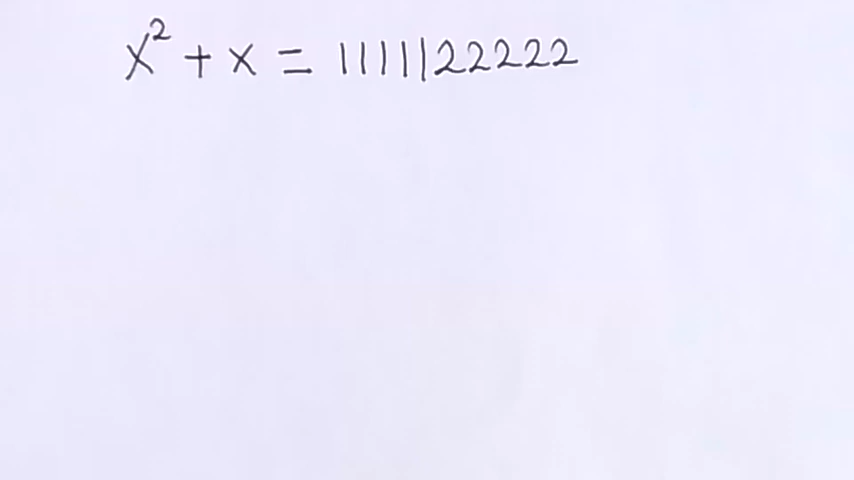 x² + x = 1111122222